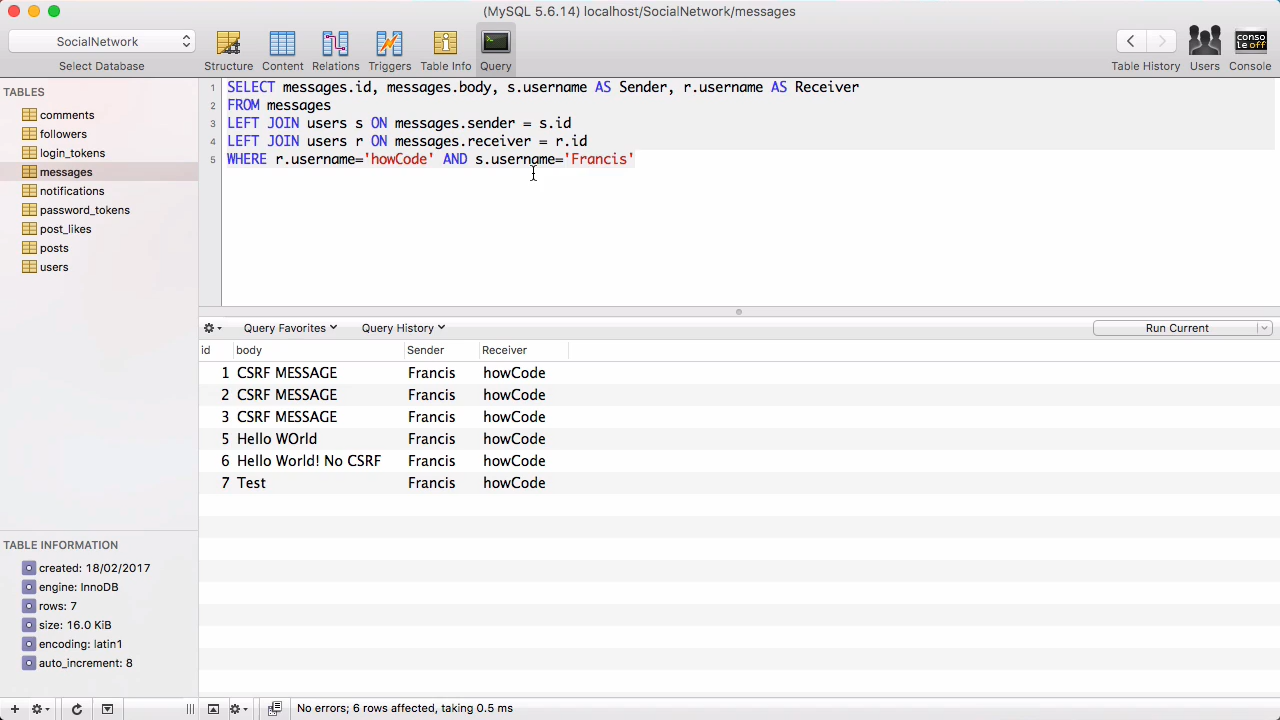 (MySQL 5.6.14) localhost/SocialNetwork/messages
SocialNetwork
Select Database
Structure
Content
Relations
Triggers
Table Info
Query
Table History
Users
conso
le off
Console
TABLES
comments
followers
login_tokens
messages
notifications
password_tokens
post_likes
posts
users
1 SELECT messages.id, messages.body, s.username AS Sender, r.username AS Receiver
2 FROM messages
3 LEFT JOIN users s ON messages.sender = s.id
4 LEFT JOIN users r ON messages.receiver = r.id
5 WHERE r.username='howCode' AND s.username='Francis'
Query Favorites
Query History
Run Current
id body Sender Receiver
1 CSRF MESSAGE Francis howCode
2 CSRF MESSAGE Francis howCode
3 CSRF MESSAGE Francis howCode
5 Hello WOrld Francis howCode
6 Hello World! No CSRF Francis howCode
7 Test Francis howCode
TABLE INFORMATION
created: 18/02/2017
engine: InnoDB
rows: 7
size: 16.0 KiB
encoding: latin1
auto_increment: 8
No errors; 6 rows affected, taking 0.5 ms